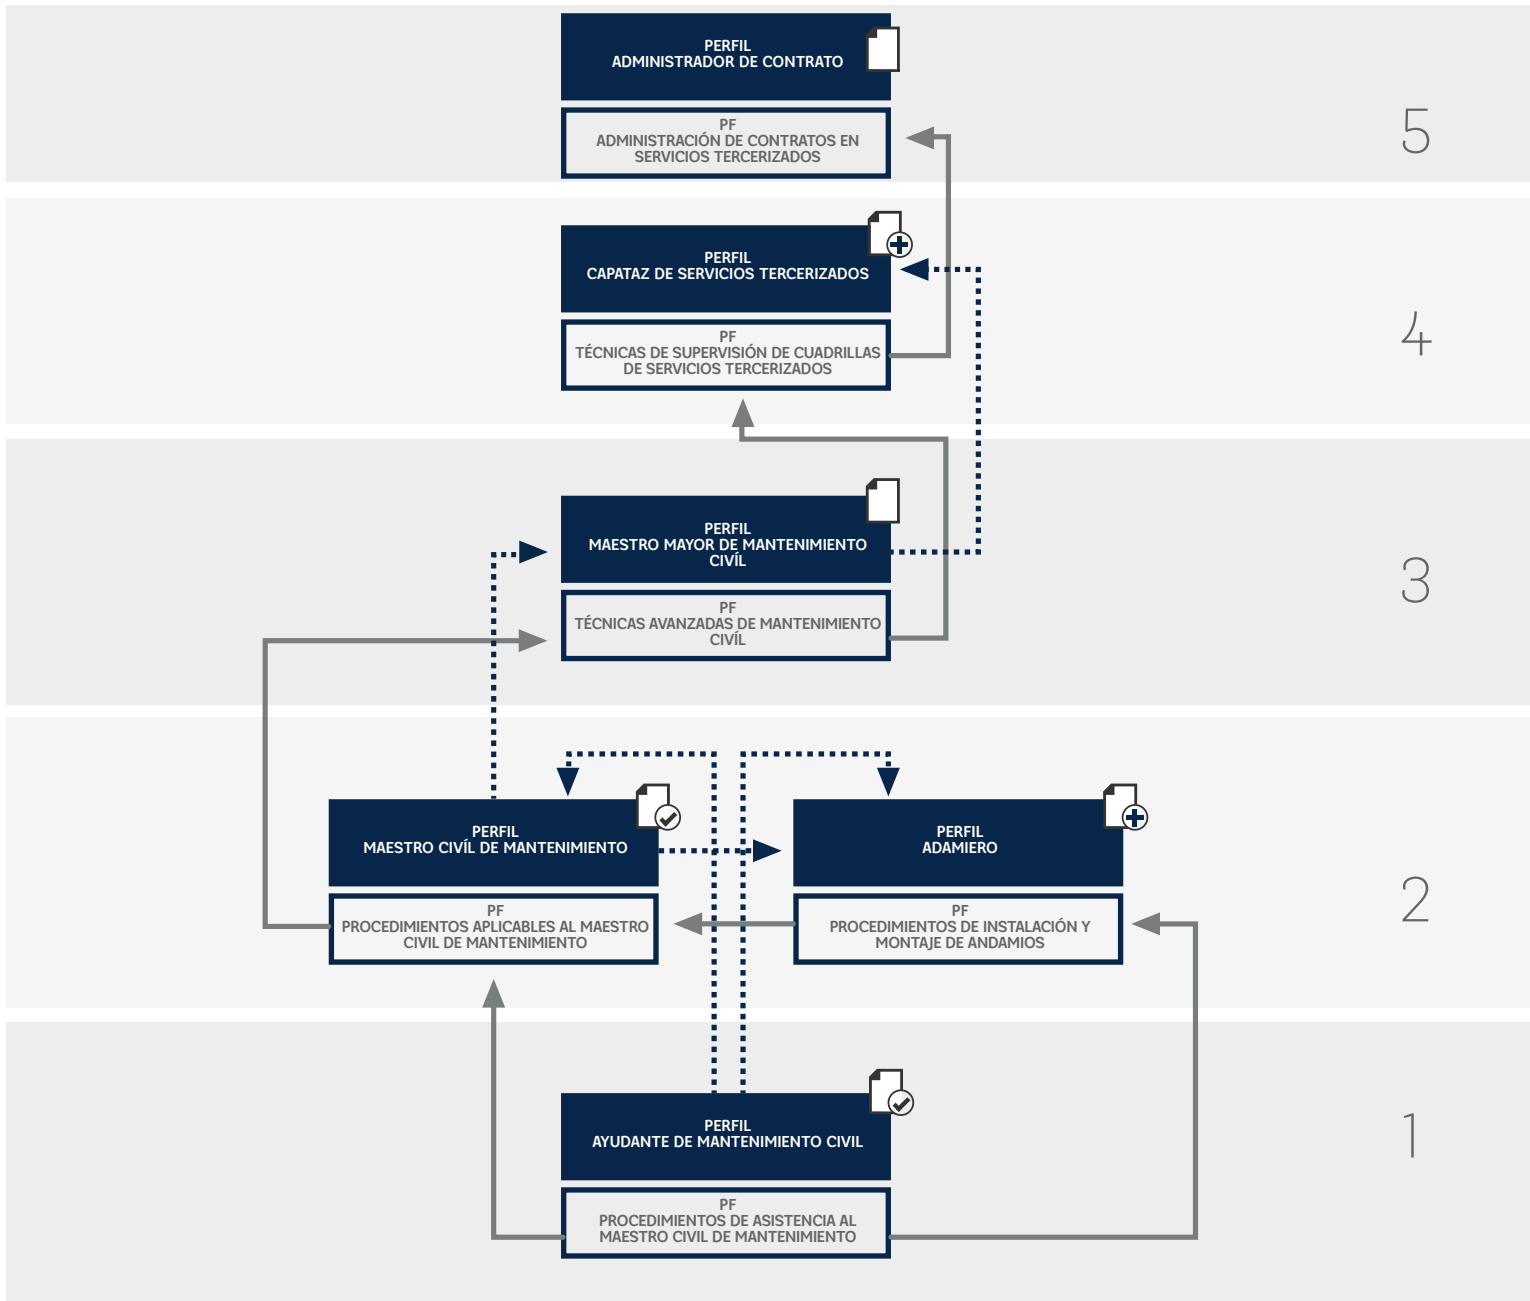 PERFIL
ADMINISTRADOR DE CONTRATO
PF
ADMINISTRACIÓN DE CONTRATOS EN
SERVICIOS TERCERIZADOS
5
PERFIL
CAPATAZ DE SERVICIOS TERCERIZADOS
PF
TÉCNICAS DE SUPERVISIÓN DE CUADRILLAS
DE SERVICIOS TERCERIZADOS
4
PERFIL
MAESTRO MAYOR DE MANTENIMIENTO
CIVÍL
PF
TÉCNICAS AVANZADAS DE MANTENIMIENTO
CIVÍL
3
PERFIL
MAESTRO CIVÍL DE MANTENIMIENTO
PF
PROCEDIMIENTOS APLICABLES AL MAESTRO
CIVIL DE MANTENIMIENTO
PERFIL
ADAMIERO
PF
PROCEDIMIENTOS DE INSTALACIÓN Y
MONTAJE DE ANDAMIOS
2
PERFIL
AYUDANTE DE MANTENIMIENTO CIVIL
PF
PROCEDIMIENTOS DE ASISTENCIA AL
MAESTRO CIVIL DE MANTENIMIENTO
1